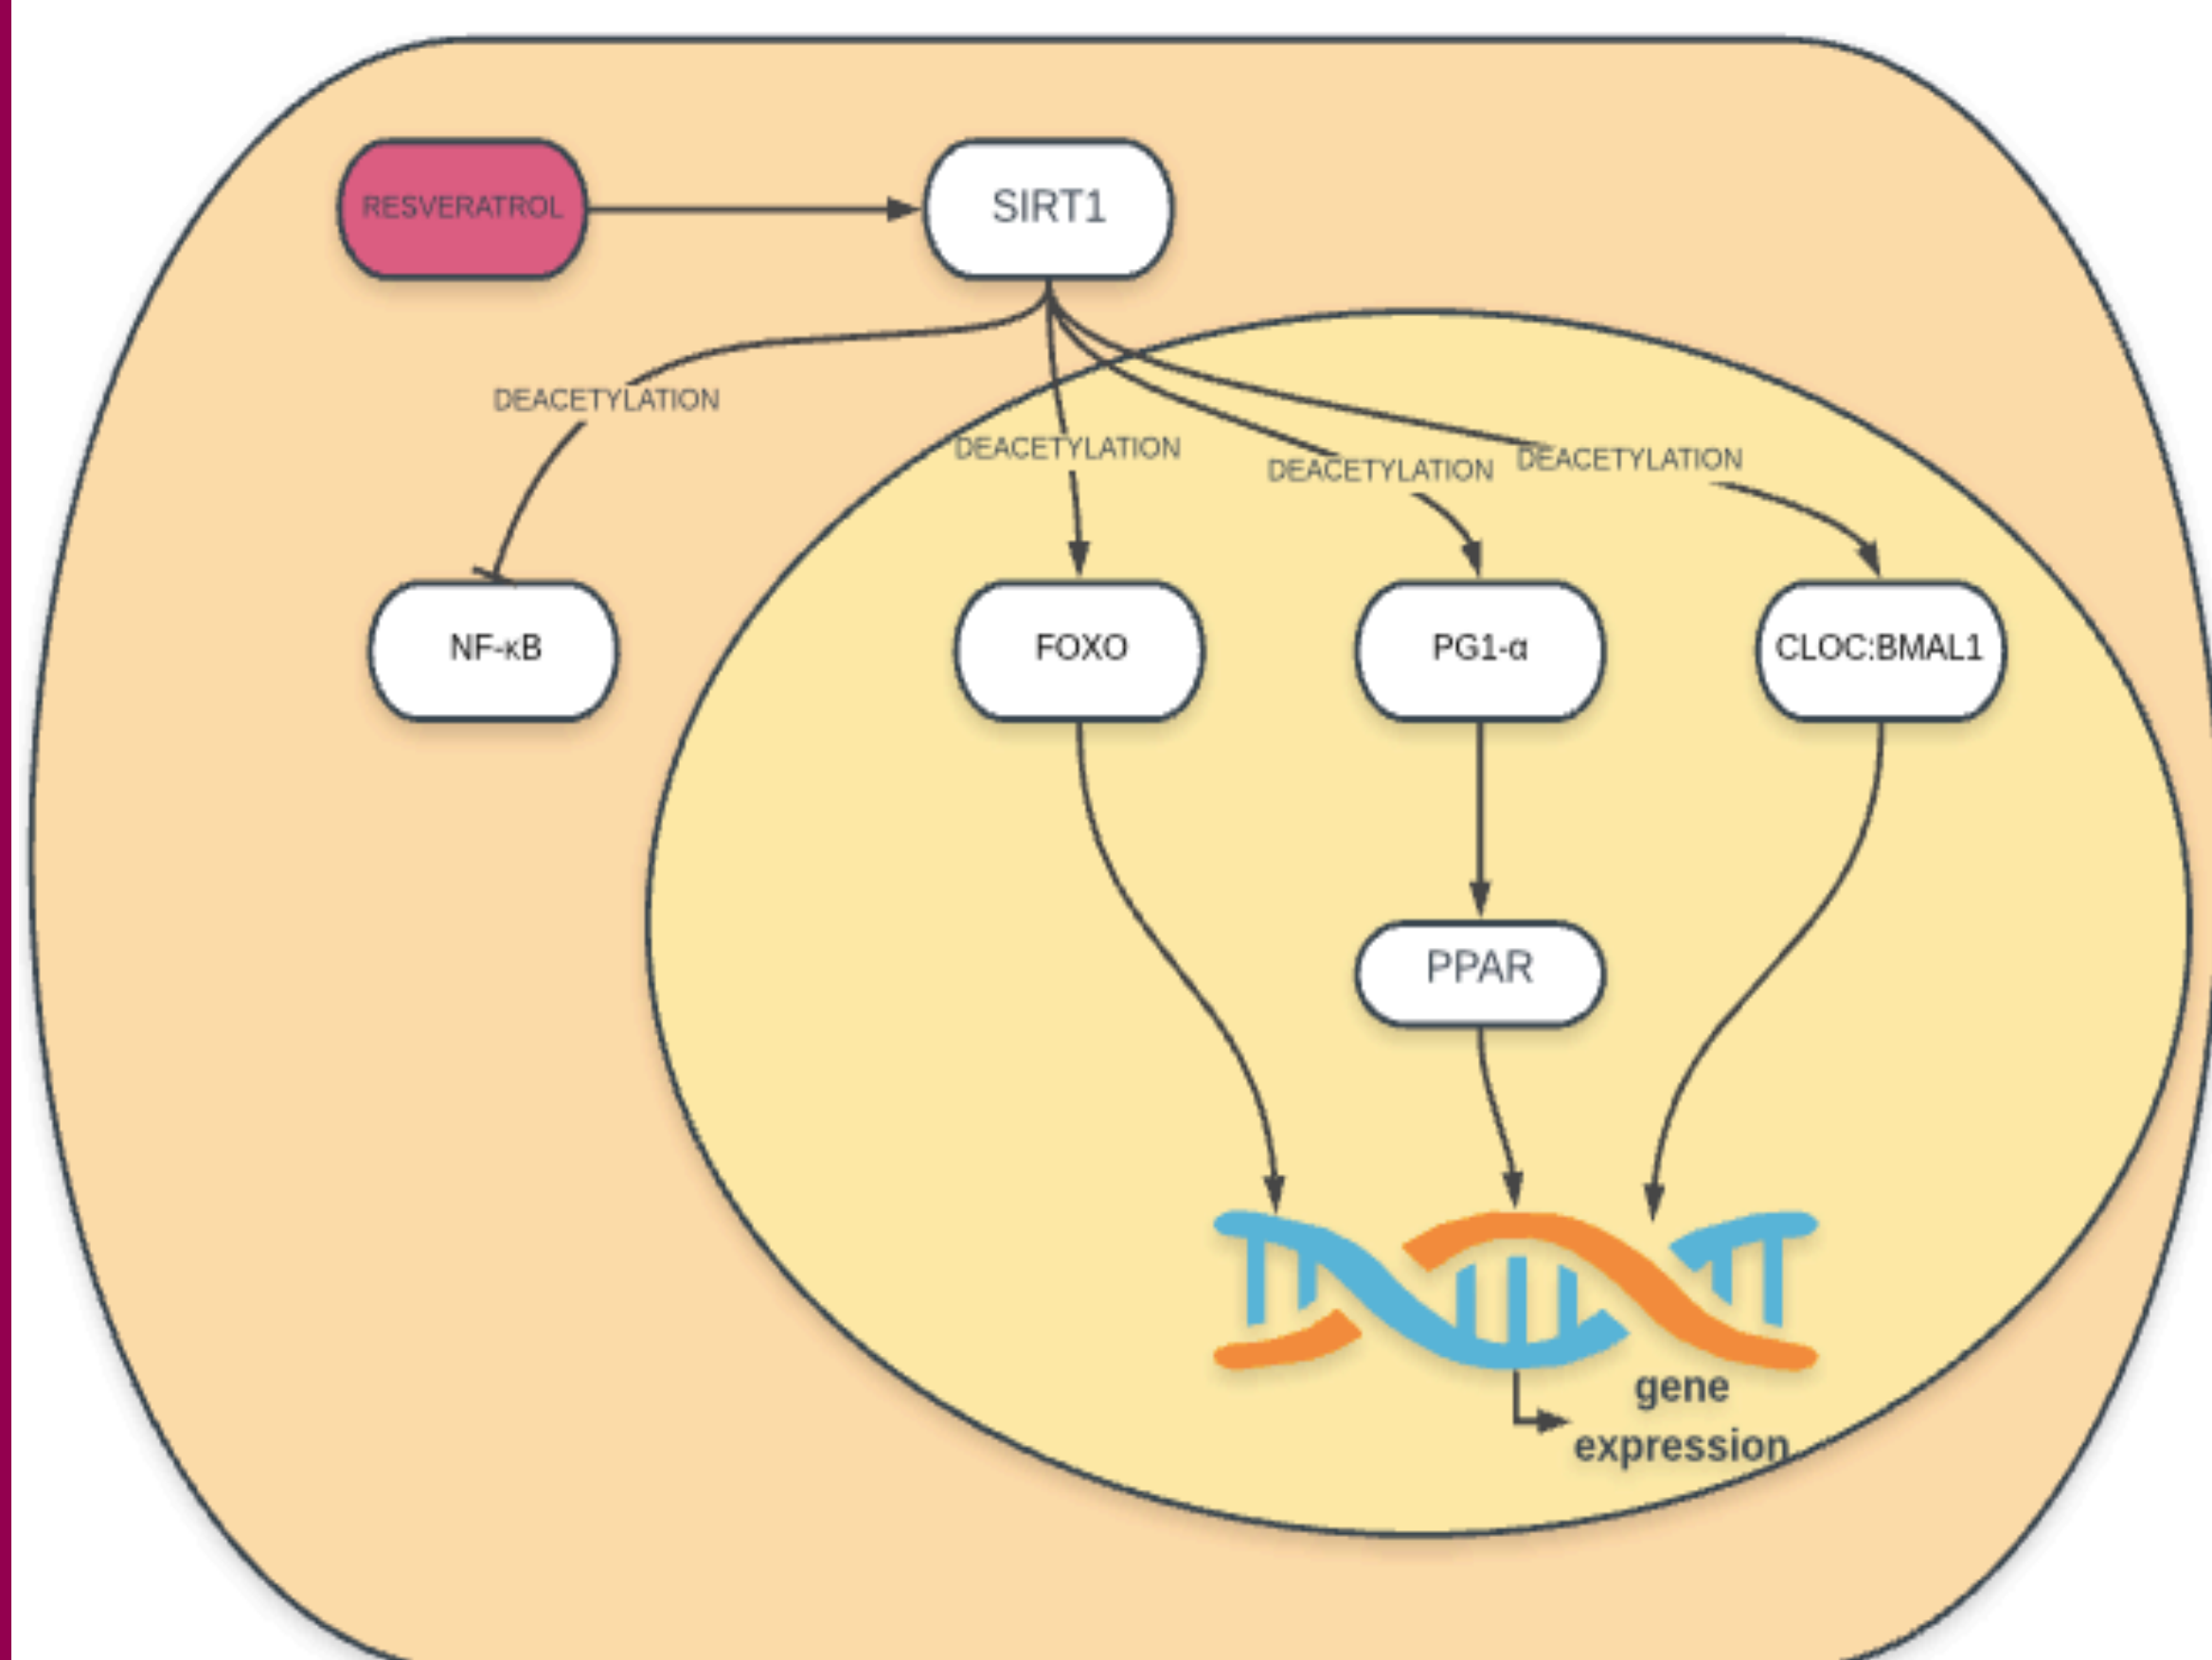 RESVERATROL
SIRT1
DEACETYLATION
DEACETYLATION
DEACETYLATION
DEACETYLATION
NF-κB
FOXO
PG1-α
CLOC:BMAL1
PPAR
gene
expression